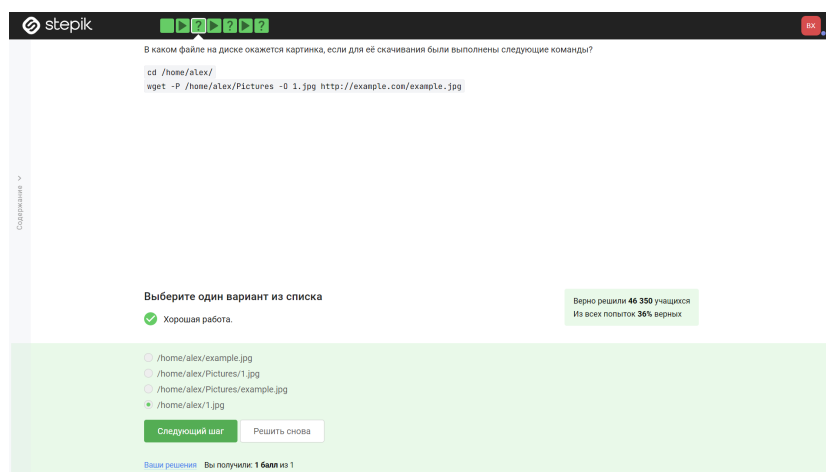 stepik
BX
В каком файле на диске окажется картинка, если для её скачивания были выполнены следующие команды?
cd /home/alex/
wget -P /home/alex/Pictures -O 1.jpg http://example.com/example.jpg
Содержание
Выберите один вариант из списка
Хорошая работа.
Верно решили 46 350 учащихся
Из всех попыток 36% верных
/home/alex/example.jpg
/home/alex/Pictures/1.jpg
/home/alex/Pictures/example.jpg
/home/alex/1.jpg
Следующий шаг Решить снова
Ваши решения Вы получили: 1 балл из 1